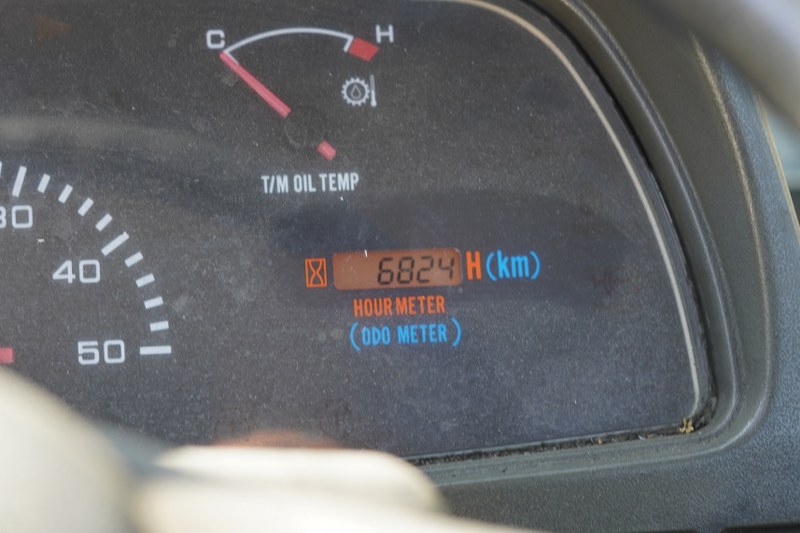 C H
T/M OIL TEMP
30
40
50
6824 H (km)
HOUR METER
(ODO METER)